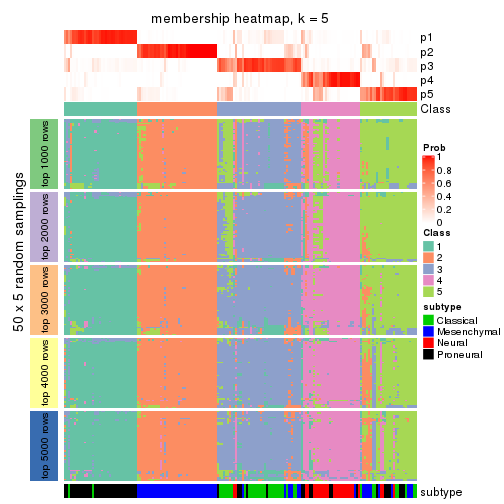 membership heatmap, k = 5
p1
p2
p3
p4
p5
Class
50 x 5 random samplings
top 1000 rows
top 2000 rows
top 3000 rows
top 4000 rows
top 5000 rows
Prob
1
0.8
0.6
0.4
0.2
0
Class
1
2
3
4
5
subtype
Classical
Mesenchymal
Neural
Proneural
subtype